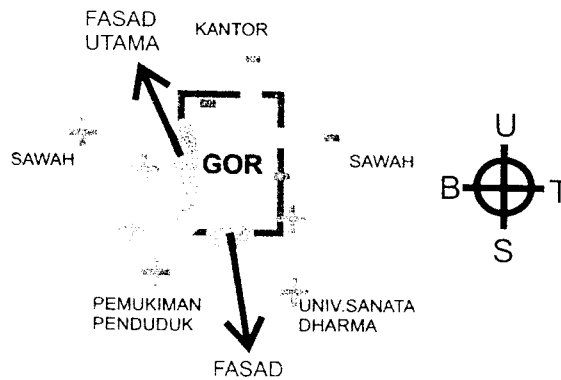 FASAD
UTAMA
KANTOR
SAWAH
GOR
SAWAH
U
B
T
S
PEMUKIMAN
PENDUDUK
UNIV.SANATA
DHARMA
FASAD